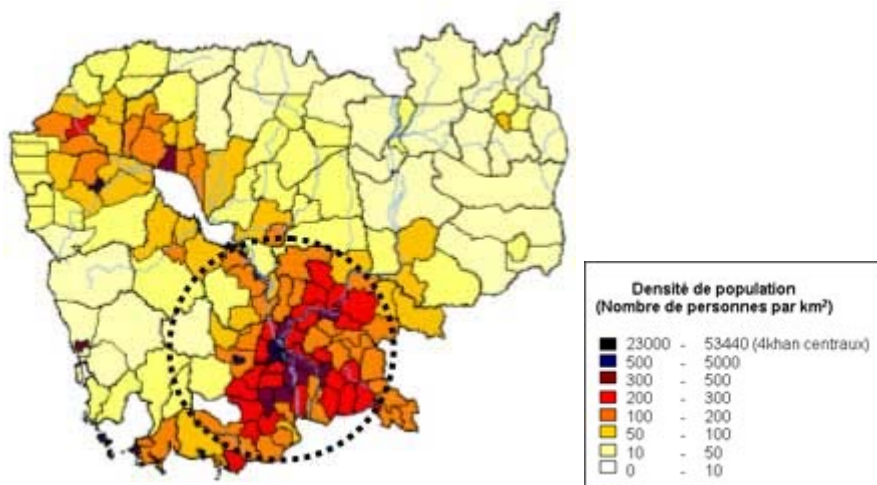 Densité de population
(Nombre de personnes par km²)
23000 - 53440 (4khan centraux)
500 - 5000
300 - 500
200 - 300
100 - 200
50 - 100
10 - 50
0 - 10